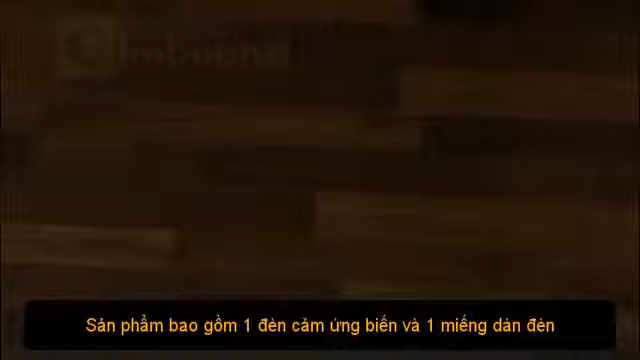 Sản phẩm bao gồm 1 đèn cảm ứng biến và 1 miếng dán đèn